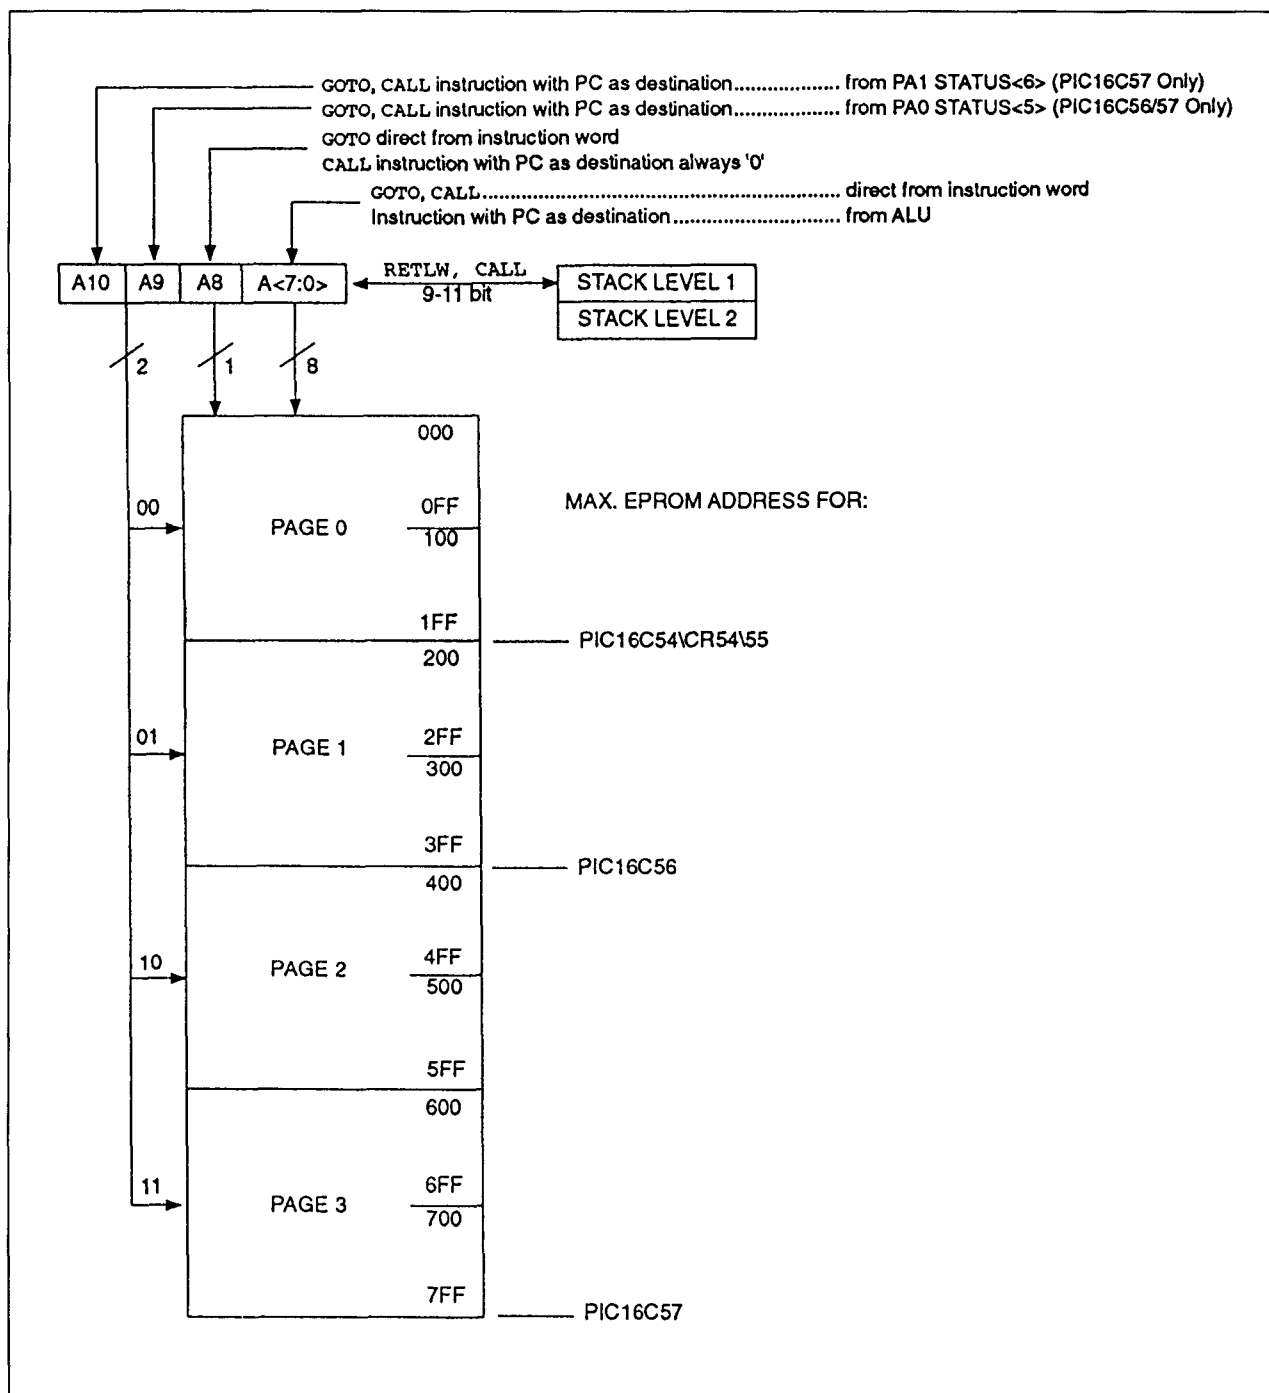 GOTO, CALL instruction with PC as destination.................... from PA1 STATUS<6> (PIC16C57 Only)
GOTO, CALL instruction with PC as destination.................... from PA0 STATUS<5> (PIC16C56/57 Only)
GOTO direct from instruction word
CALL instruction with PC as destination always '0'
GOTO, CALL.................................................................... direct from instruction word
Instruction with PC as destination ................................ from ALU
A10 A9 A8 A<7:0>
RETLW, CALL
9-11 bit
STACK LEVEL 1
STACK LEVEL 2
2 1 8
000
00
PAGE 0
0FF
100
1FF
MAX. EPROM ADDRESS FOR:
PIC16C54\CR54\55
200
01
PAGE 1
2FF
300
3FF
PIC16C56
400
10
PAGE 2
4FF
500
5FF
600
11
PAGE 3
6FF
700
7FF
PIC16C57